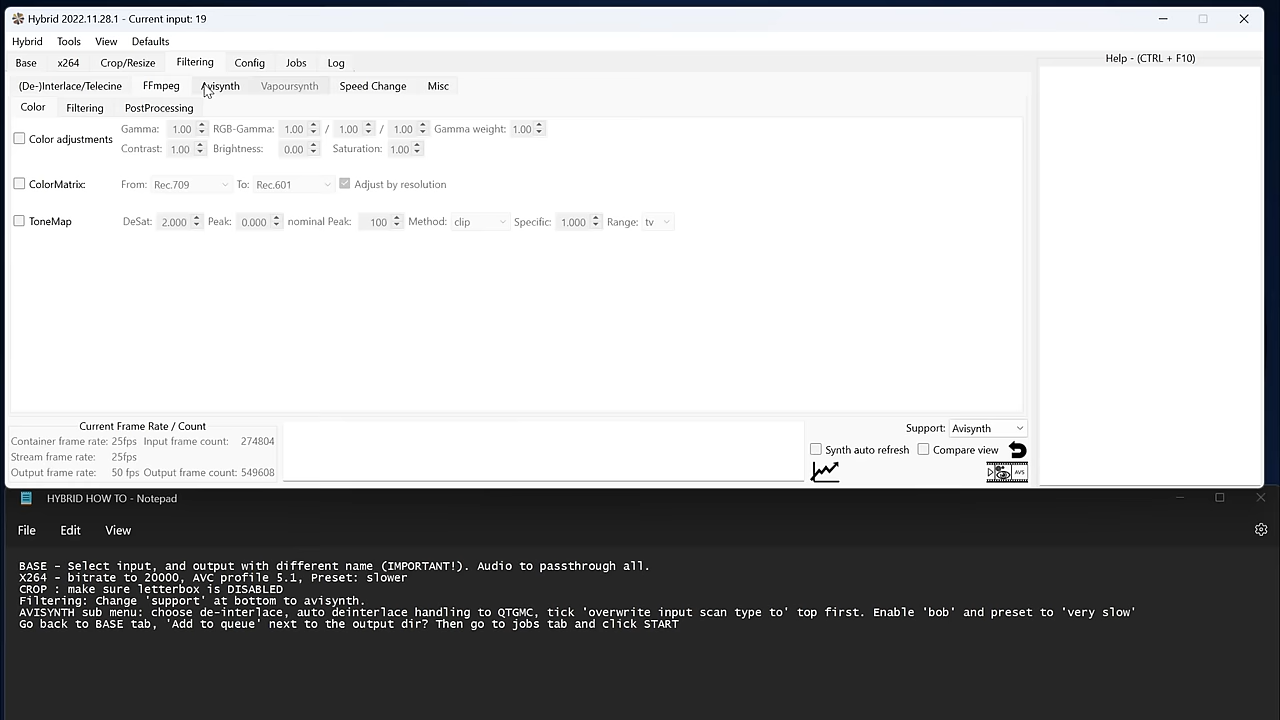 Hybrid 2022.11.28.1 - Current input: 19
Hybrid Tools View Defaults
Base x264 Crop/Resize Filtering Config Jobs Log
Help - (CTRL + F10)
(De-)Interlace/Telecine FFmpeg Avisynth Vapoursynth Speed Change Misc
Color Filtering PostProcessing
Color adjustments
Gamma: 1.00 RGB-Gamma: 1.00 / 1.00 / 1.00 Gamma weight: 1.00
Contrast: 1.00 Brightness: 0.00 Saturation: 1.00
ColorMatrix: From: Rec.709 To: Rec.601 Adjust by resolution
ToneMap DeSat: 2.000 Peak: 0.000 nominal Peak: 100 Method: clip Specific: 1.000 Range: tv
Current Frame Rate / Count
Container frame rate: 25fps Input frame count: 274804
Stream frame rate: 25fps
Output frame rate: 50 fps Output frame count: 549608
Support: Avisynth
Synth auto refresh Compare view
AVS
HYBRID HOW TO - Notepad
File Edit View
BASE - Select input, and output with different name (IMPORTANT!). Audio to passthrough all.
X264 - bitrate to 20000, AVC profile 5.1, Preset: slower
CROP : make sure letterbox is DISABLED
Filtering: Change 'support' at bottom to avisynth.
AVISYNTH sub menu: choose de-interlace, auto deinterlace handling to QTGMC, tick 'overwrite input scan type to' top first. Enable 'bob' and preset to 'very slow'
Go back to BASE tab, 'Add to queue' next to the output dir? Then go to jobs tab and click START